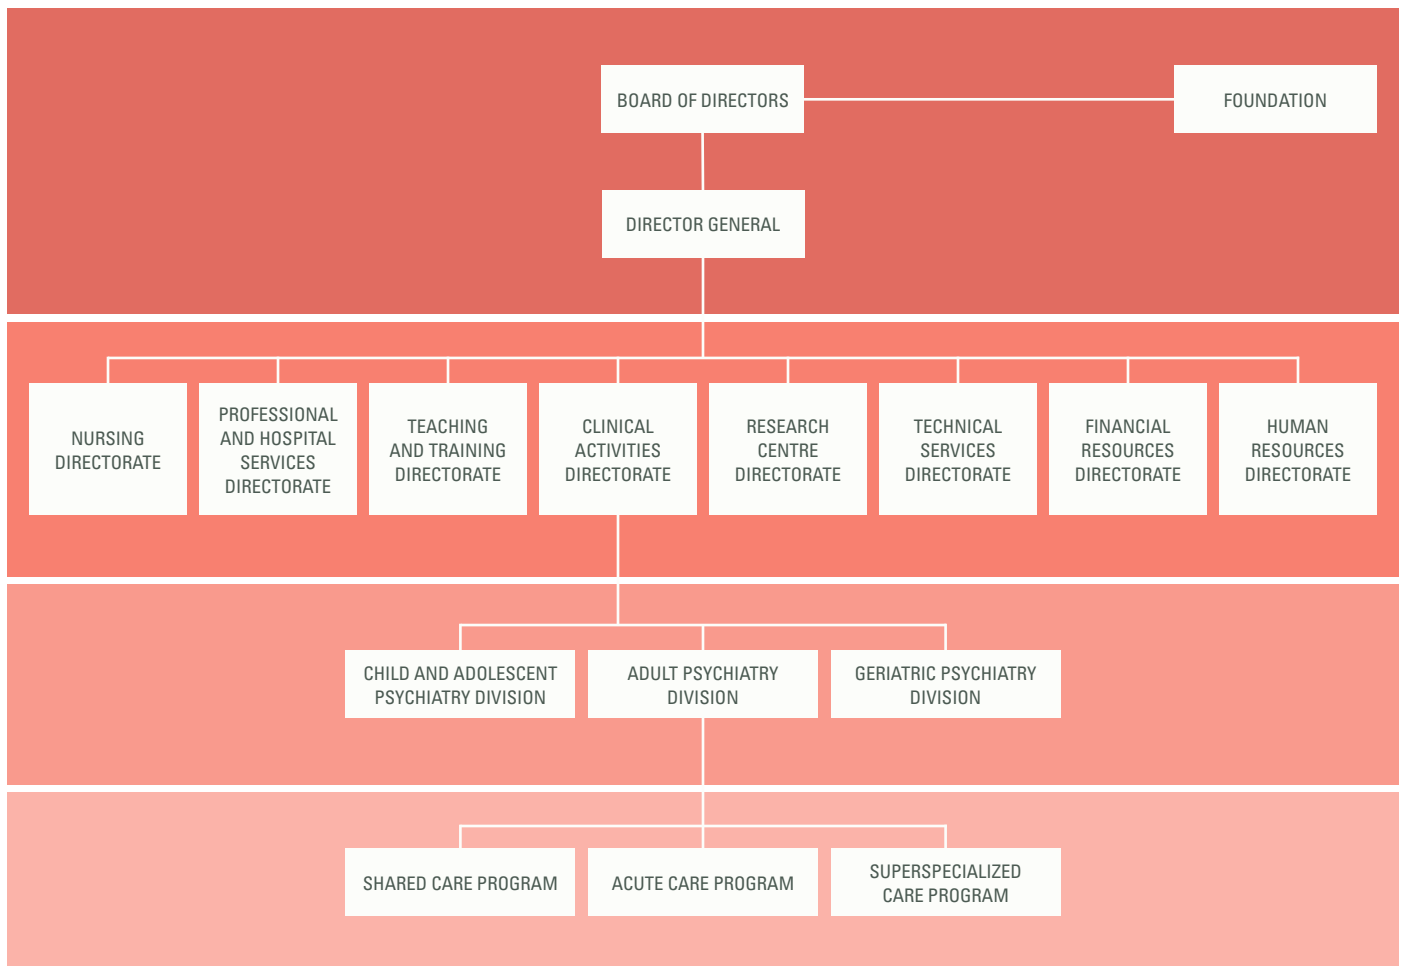 BOARD OF DIRECTORS
FOUNDATION
DIRECTOR GENERAL
NURSING
DIRECTORATE
PROFESSIONAL
AND HOSPITAL
SERVICES
DIRECTORATE
TEACHING
AND TRAINING
DIRECTORATE
CLINICAL
ACTIVITIES
DIRECTORATE
RESEARCH
CENTRE
DIRECTORATE
TECHNICAL
SERVICES
DIRECTORATE
FINANCIAL
RESOURCES
DIRECTORATE
HUMAN
RESOURCES
DIRECTORATE
CHILD AND ADOLESCENT
PSYCHIATRY DIVISION
ADULT PSYCHIATRY
DIVISION
GERIATRIC PSYCHIATRY
DIVISION
SHARED CARE PROGRAM
ACUTE CARE PROGRAM
SUPERSPECIALIZED
CARE PROGRAM